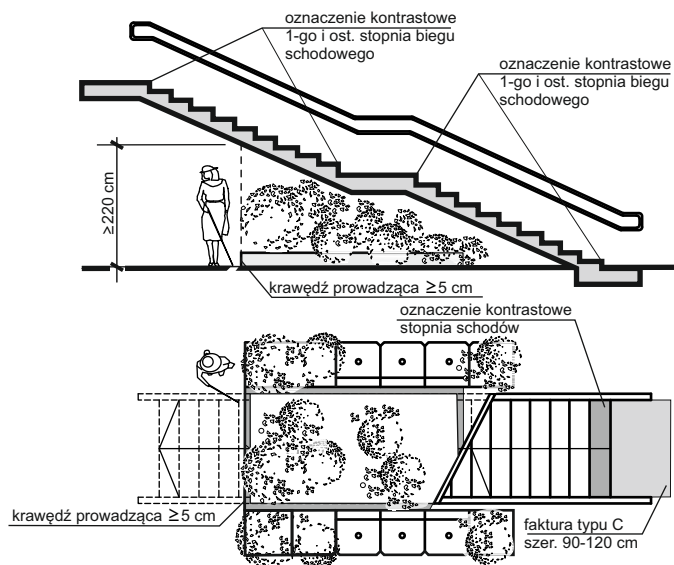 oznaczenie kontrastowe
1-go i ost. stopnia biegu
schodowego
oznaczenie kontrastowe
1-go i ost. stopnia biegu
schodowego
≥220 cm
krawędź prowadząca ≥5 cm
oznaczenie kontrastowe
stopnia schodów
krawędź prowadząca ≥5 cm
faktura typu C
szer. 90-120 cm